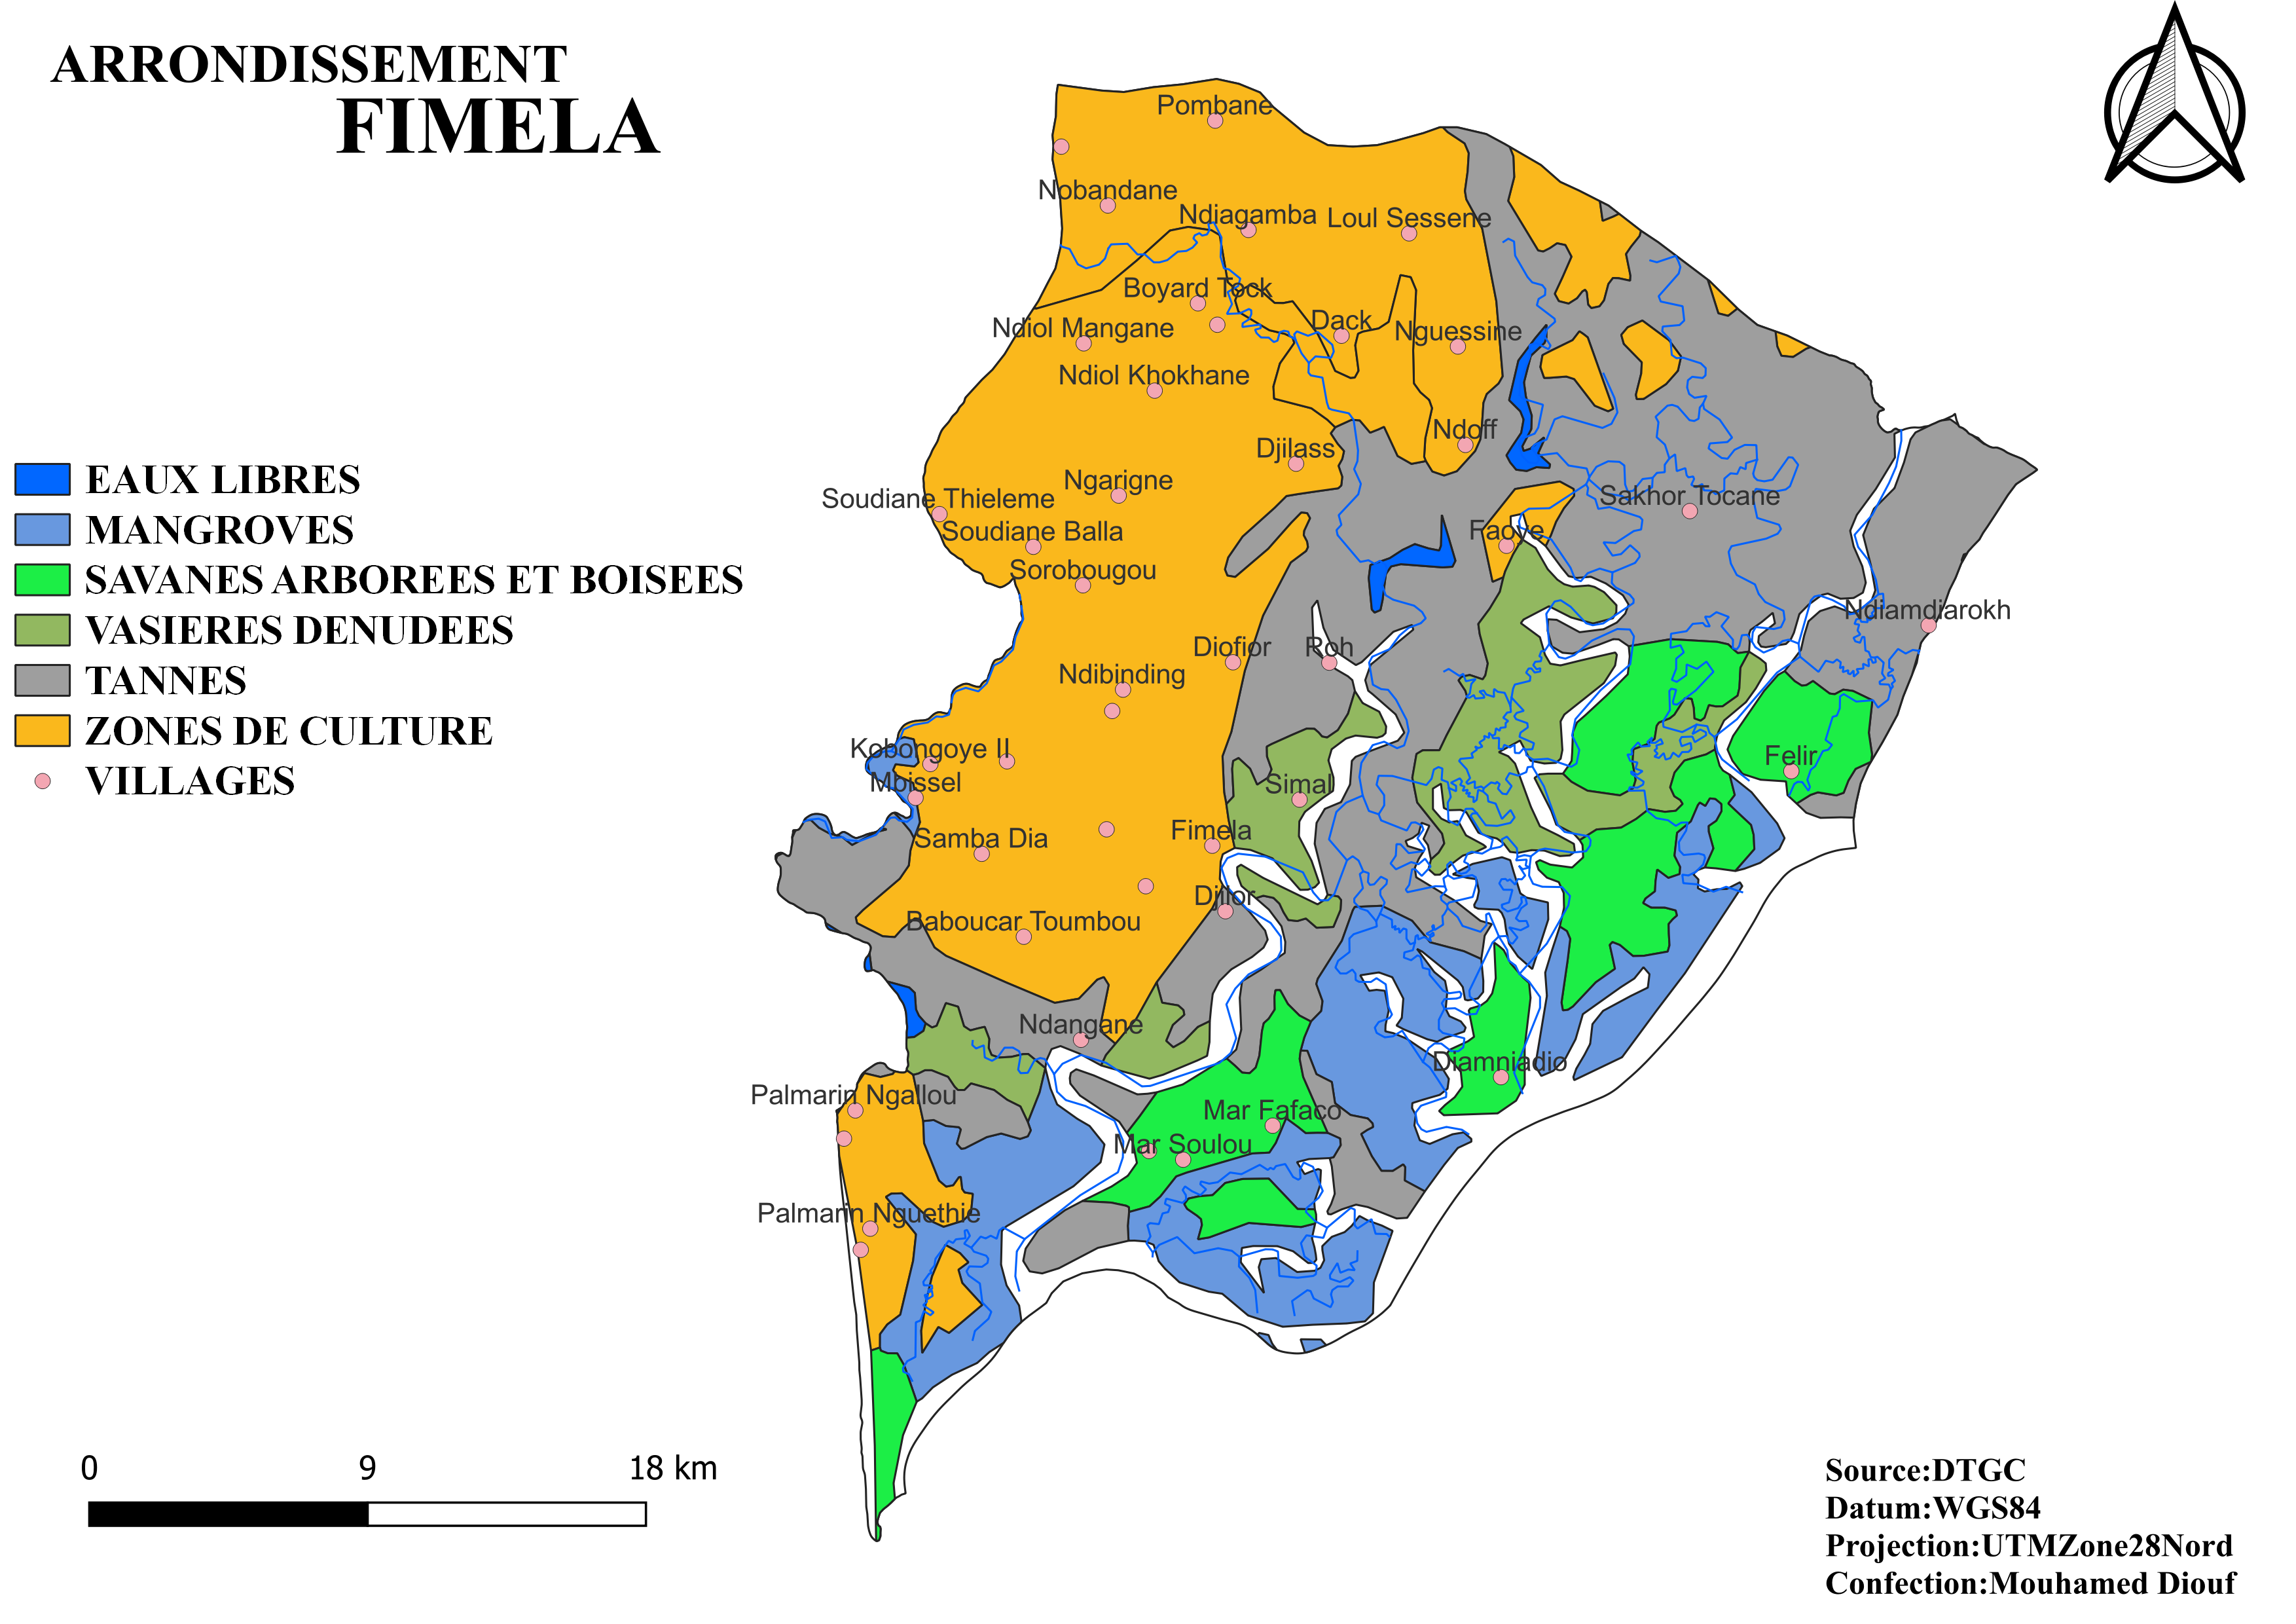 ARRONDISSEMENT
FIMELA
Pombane
Nobandane
Ndiagamba
Loul Sessene
Boyard Tock
Ndiol Mangane
Dack
Nguessine
Ndiol Khokhane
Ndoff
Djilass
Ngarigne
Soudiane Thieleme
Sakhor Tocane
Soudiane Balla
Faoye
Sorobougou
Ndiamdiarokh
Diofior
Roh
Ndibinding
Kobongoye II
Felir
Mbissel
Simal
Samba Dia
Fimela
Djilor
Baboucar Toumbou
Ndangane
Diamniadio
Palmarin Ngallou
Mar Fafaco
Mar Soulou
Palmarin Nguethie
EAUX LIBRES
MANGROVES
SAVANES ARBOREES ET BOISEES
VASIERES DENUDEES
TANNES
ZONES DE CULTURE
VILLAGES
0 9 18 km
Source:DTGC
Datum:WGS84
Projection:UTMZone28Nord
Confection:Mouhamed Diouf